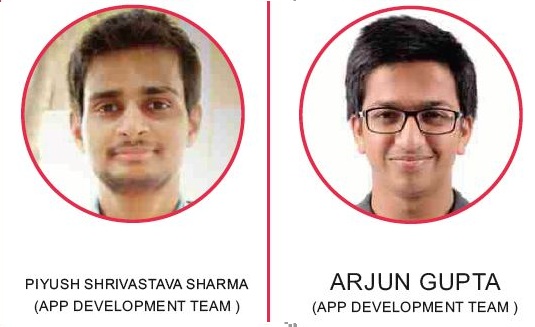 PIYUSH SHRIVASTAVA SHARMA
(APP DEVELOPMENT TEAM )
ARJUN GUPTA
(APP DEVELOPMENT TEAM )